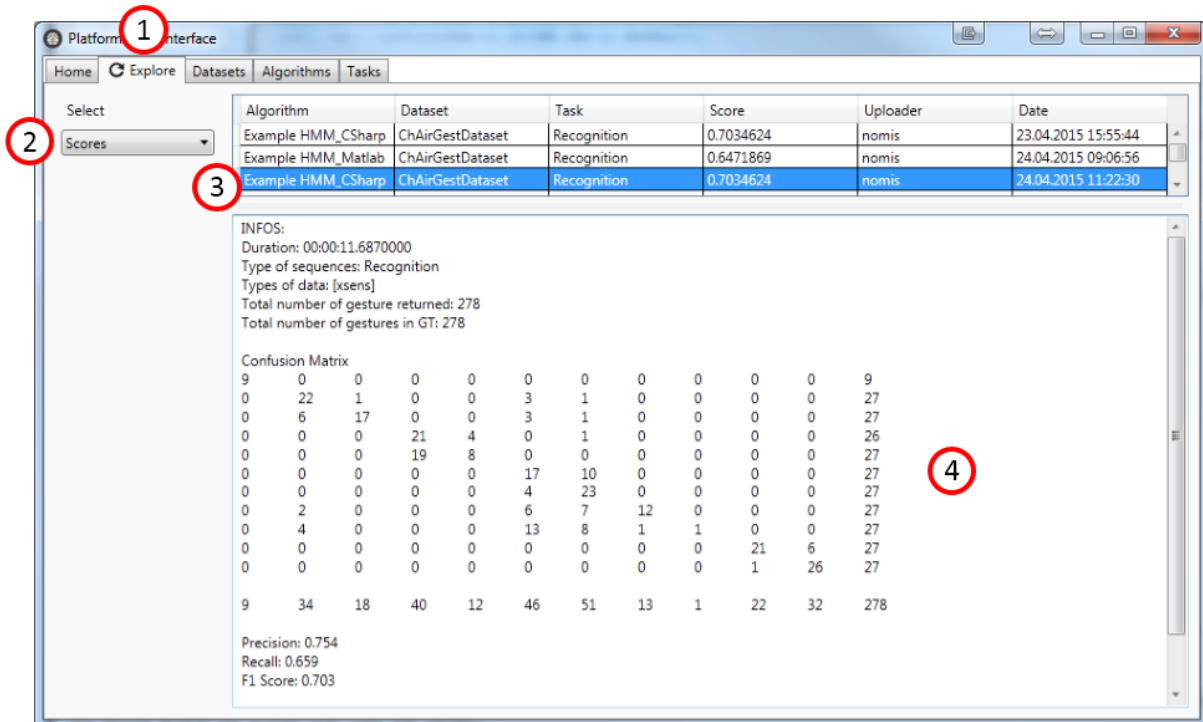 1
Platform nterface
Home Explore Datasets Algorithms Tasks
Select
2
Scores
Algorithm Dataset Task Score Uploader Date
Example HMM_CSharp ChAirGestDataset Recognition 0.7034624 nomis 23.04.2015 15:55:44
Example HMM_Matlab ChAirGestDataset Recognition 0.6471869 nomis 24.04.2015 09:06:56
3
Example HMM_CSharp ChAirGestDataset Recognition 0.7034624 nomis 24.04.2015 11:22:30
INFOS:
Duration: 00:00:11.6870000
Type of sequences: Recognition
Types of data: [xsens]
Total number of gesture returned: 278
Total number of gestures in GT: 278
Confusion Matrix
9 0 0 0 0 0 0 0 0 0 0 9
0 22 1 0 0 3 1 0 0 0 0 27
0 6 17 0 0 3 1 0 0 0 0 27
0 0 0 21 4 0 1 0 0 0 0 26
0 0 0 19 8 0 0 0 0 0 0 27
0 0 0 0 0 17 10 0 0 0 0 27
0 0 0 0 0 4 23 0 0 0 0 27
0 2 0 0 0 6 7 12 0 0 0 27
0 4 0 0 0 13 8 1 1 0 0 27
0 0 0 0 0 0 0 0 0 21 6 27
0 0 0 0 0 0 0 0 0 1 26 27
4
9 34 18 40 12 46 51 13 1 22 32 278
Precision: 0.754
Recall: 0.659
F1 Score: 0.703